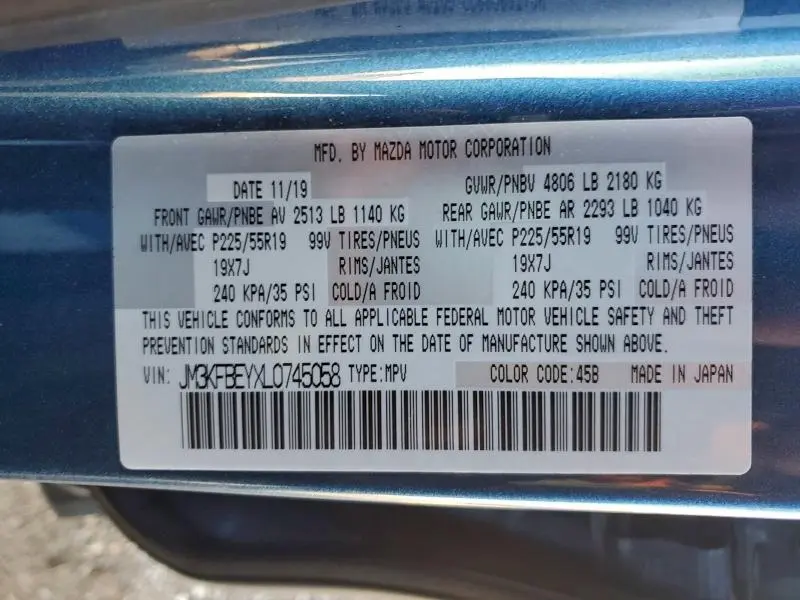 MFD. BY MAZDA MOTOR CORPORATION
DATE 11/19 GVWR/PNBV 4806 LB 2180 KG
FRONT GAWR/PNBE AV 2513 LB 1140 KG REAR GAWR/PNBE AR 2293 LB 1040 KG
WITH/AVEC P225/55R19 99V TIRES/PNEUS WITH/AVEC P225/55R19 99V TIRES/PNEUS
19X7J RIMS/JANTES 19X7J RIMS/JANTES
240 KPA/35 PSI COLD/A FROID 240 KPA/35 PSI COLD/A FROID
THIS VEHICLE CONFORMS TO ALL APPLICABLE FEDERAL MOTOR VEHICLE SAFETY AND THEFT
PREVENTION STANDARDS IN EFFECT ON THE DATE OF MANUFACTURE SHOWN ABOVE.
VIN: JM3KFBEYXL0745058 TYPE:MPV COLOR CODE:45B MADE IN JAPAN